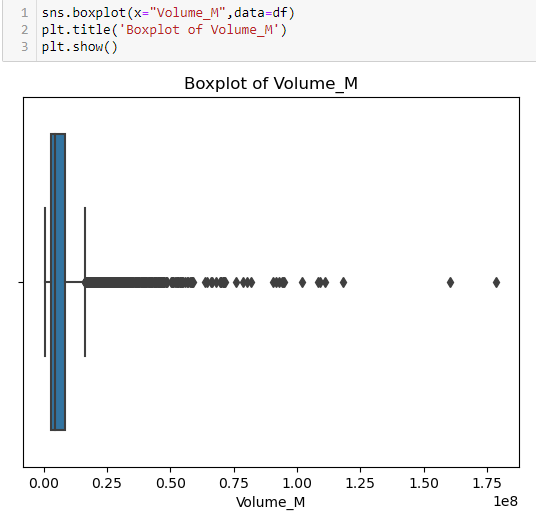 1 sns.boxplot(x="Volume_M",data=df)
2 plt.title('Boxplot of Volume_M')
3 plt.show()
Boxplot of Volume_M
0.00 0.25 0.50 0.75 1.00 1.25 1.50 1.75
1e8
Volume_M